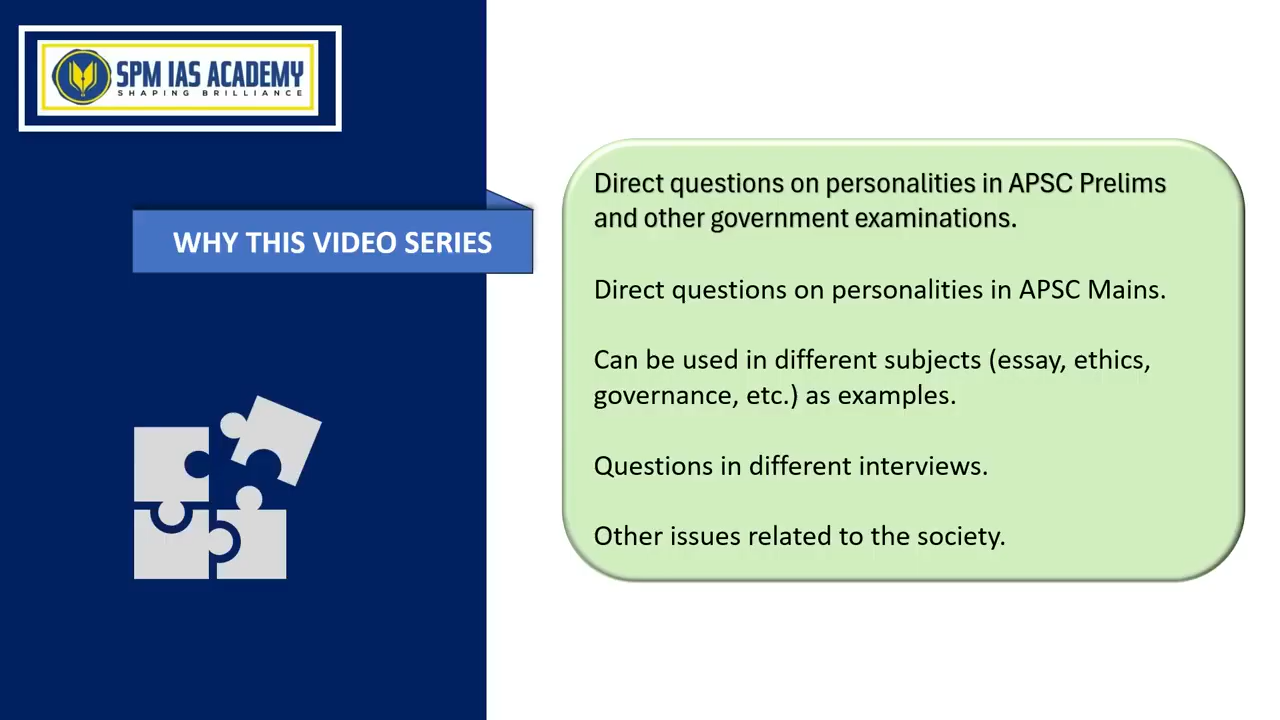 SPM IAS ACADEMY
SHAPING BRILLIANCE
WHY THIS VIDEO SERIES
Direct questions on personalities in APSC Prelims
and other government examinations.
Direct questions on personalities in APSC Mains.
Can be used in different subjects (essay, ethics,
governance, etc.) as examples.
Questions in different interviews.
Other issues related to the society.